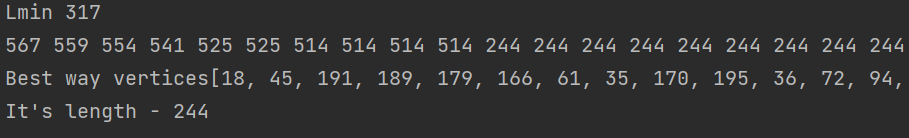 Lmin 317
567 559 554 541 525 525 514 514 514 514 244 244 244 244 244 244 244 244 244
Best way vertices[18, 45, 191, 189, 179, 166, 61, 35, 170, 195, 36, 72, 94,
It's length - 244